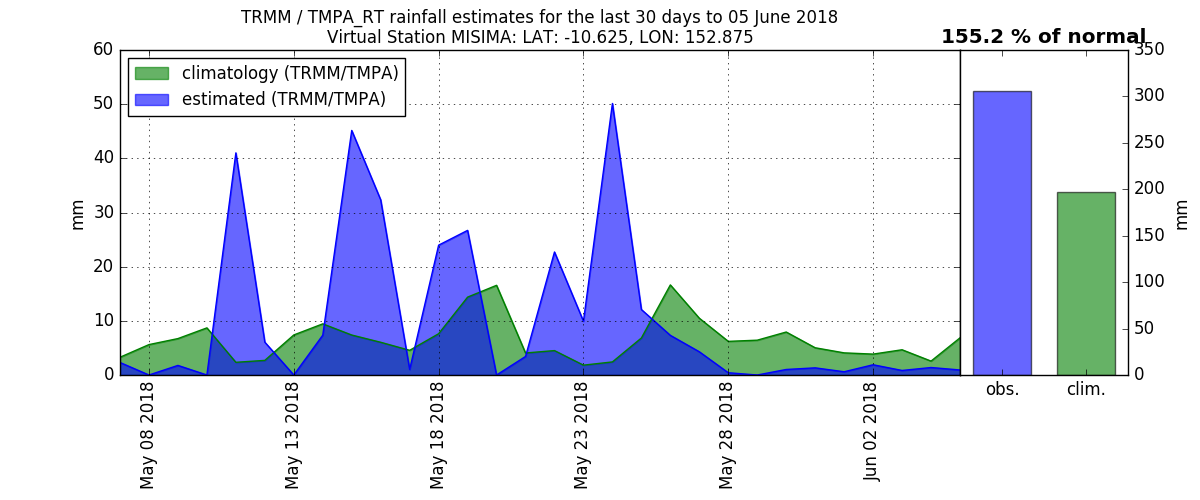 TRMM / TMPA_RT rainfall estimates for the last 30 days to 05 June 2018
Virtual Station MISIMA: LAT: -10.625, LON: 152.875
155.2 % of normal
climatology (TRMM/TMPA)
estimated (TRMM/TMPA)
60
50
40
30
20
10
0
mm
May 08 2018
May 13 2018
May 18 2018
May 23 2018
May 28 2018
Jun 02 2018
350
300
250
200
150
100
50
0
mm
obs.
clim.